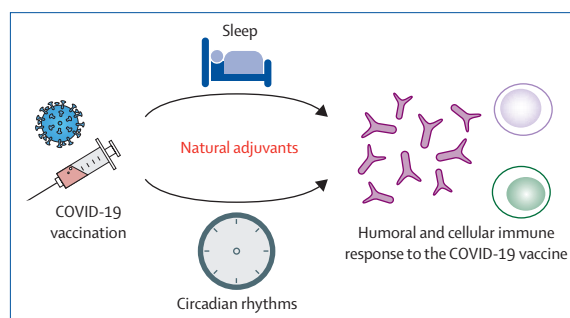 Sleep
Natural adjuvants
COVID-19
vaccination
Circadian rhythms
Humoral and cellular immune
response to the COVID-19 vaccine